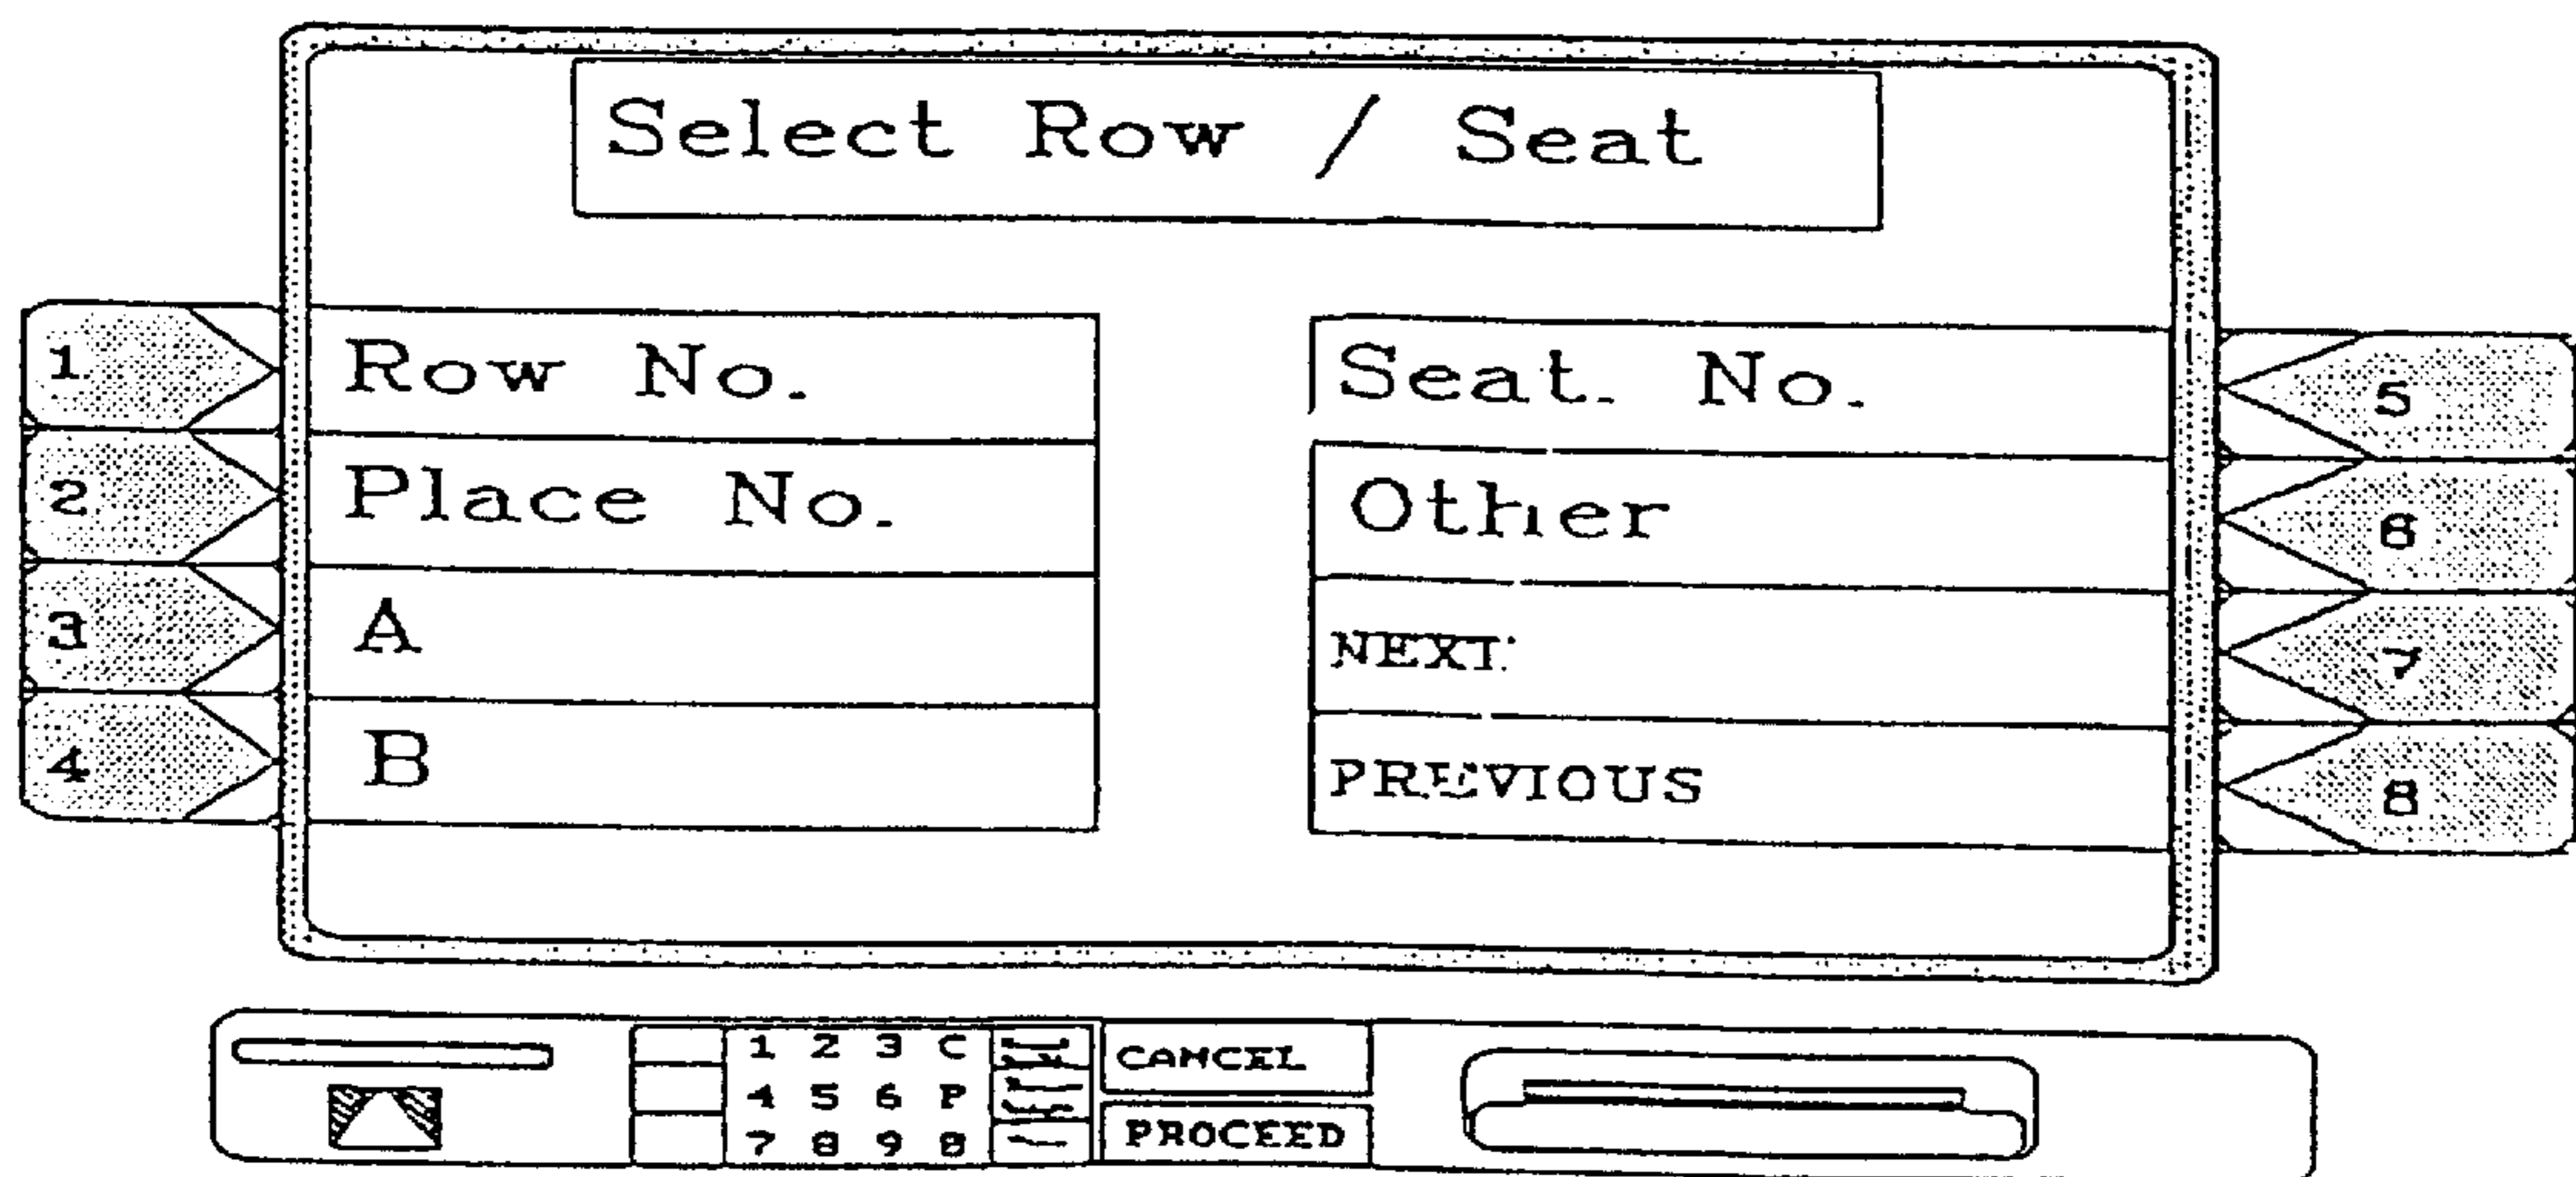 Select Row / Seat
1 Row No.
2 Place No.
3 A
4 B
Seat. No. 5
Other 6
NEXT 7
PREVIOUS 8
1 2 3 C
4 5 6 P
7 8 9 0
CANCEL
PROCEED